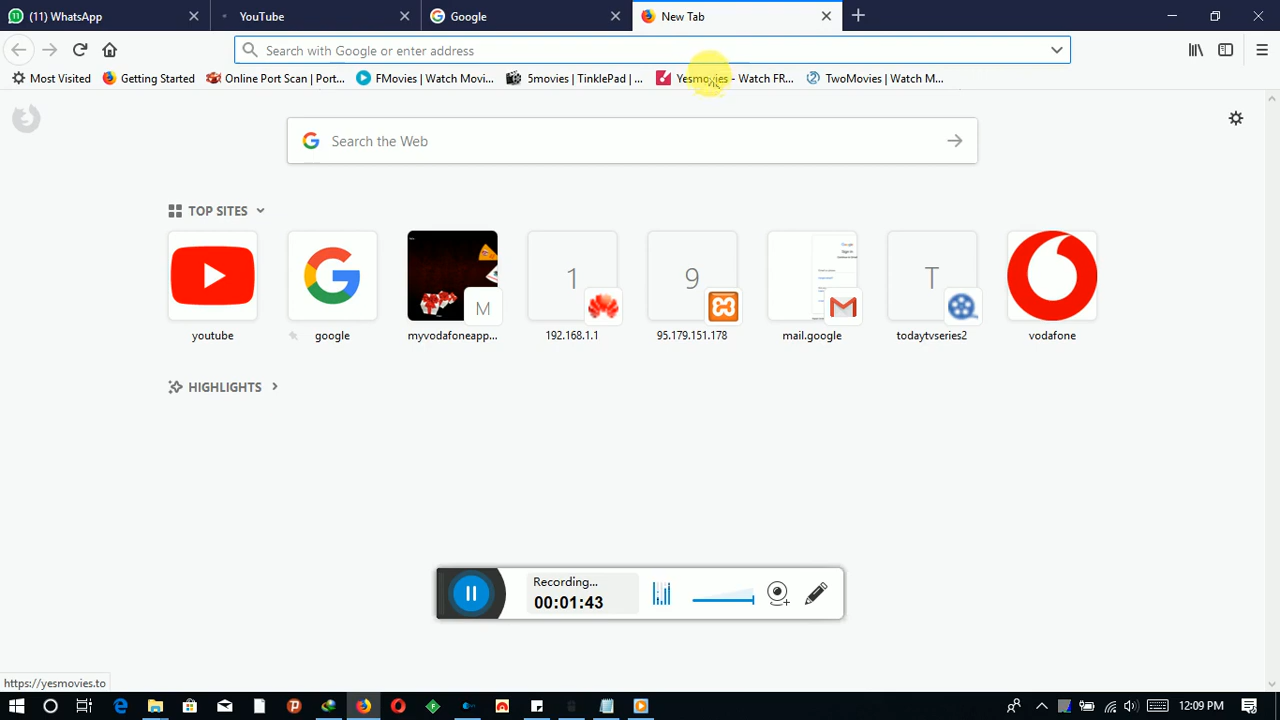 (11) WhatsApp
YouTube
Google
New Tab
Search with Google or enter address
Most Visited
Getting Started
Online Port Scan | Port...
FMovies | Watch Movi...
5movies | TinklePad | ...
Yesmovies - Watch FR...
TwoMovies | Watch M...
Search the Web
TOP SITES
1
9
M
T
youtube
google
myvodafoneapp...
192.168.1.1
95.179.151.178
mail.google
todaytvseries2
vodafone
HIGHLIGHTS
Recording...
00:01:43
https://yesmovies.to
12:09 PM